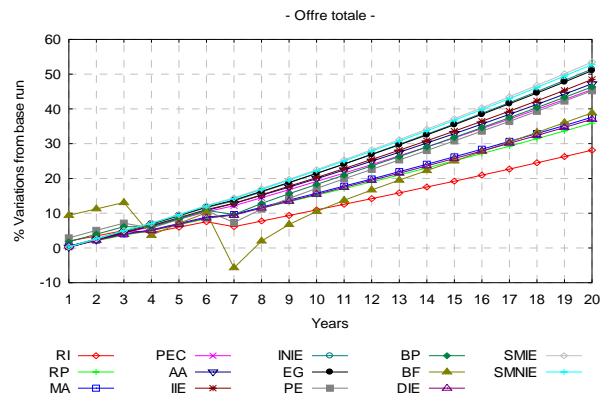 - Offre totale -
% Variations from base run
60
50
40
30
20
10
0
-10
1 2 3 4 5 6 7 8 9 10 11 12 13 14 15 16 17 18 19 20
Years
RI PEC INIE BP SMIE
RP AA EG BF SMNIE
MA IIE PE DIE